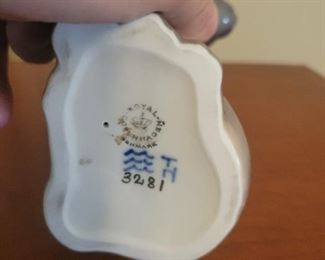 ROYAL
COPENHAGEN
DENMARK
3281